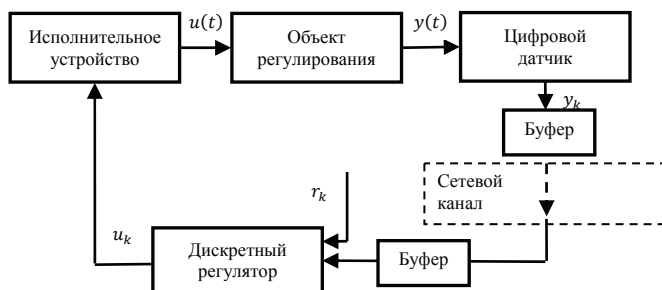 Исполнительное
устройство
u(t)
Объект
регулирования
y(t)
Цифровой
датчик
y_k
Буфер
Сетевой
канал
r_k
u_k
Дискретный
регулятор
Буфер